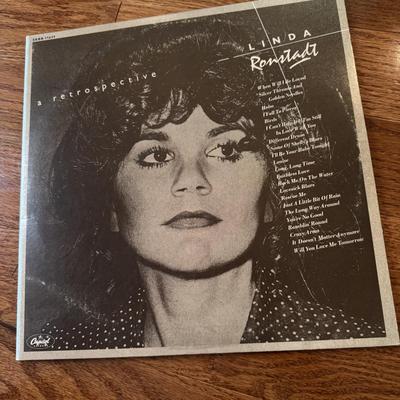 a retrospective
LINDA
Ronstadt
When Will I Be Loved
Silver Threads And
Golden Needles
Hobo
I Fall To Pieces
Birds
I Can't Help It If I'm Still
In Love With You
Different Drum
Some Of Shelly's Blues
I'll Be Your Baby Tonight
Louise
Long, Long Time
Faithless Love
Rock Me On The Water
Lovesick Blues
Rescue Me
Just A Little Bit Of Rain
The Long Way Around
You're No Good
Ramblin' Round
Crazy Arms
It Doesn't Matter Anymore
Will You Love Me Tomorrow
Capitol